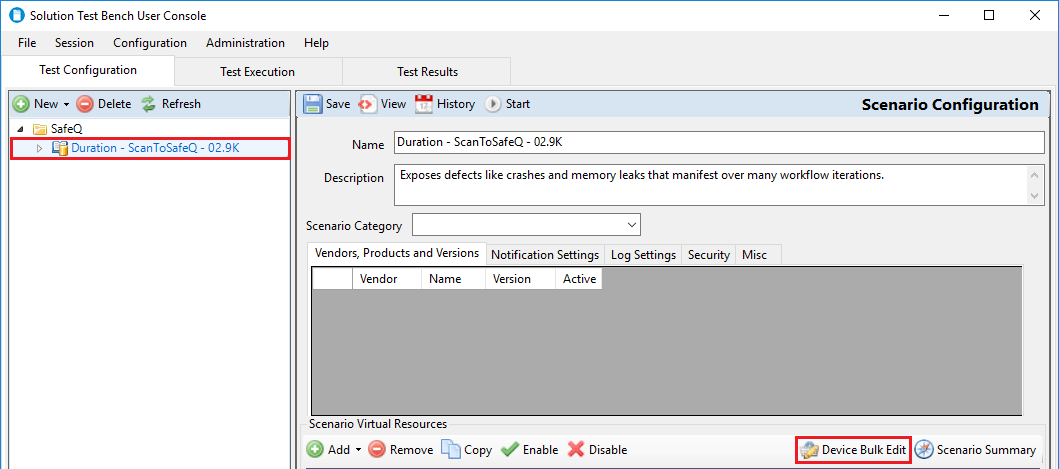 Solution Test Bench User Console
File Session Configuration Administration Help
Test Configuration Test Execution Test Results
New Delete Refresh
SafeQ
Duration - ScanToSafeQ - 02.9K
Save View History Start Scenario Configuration
Name Duration - ScanToSafeQ - 02.9K
Description Exposes defects like crashes and memory leaks that manifest over many workflow iterations.
Scenario Category
Vendors, Products and Versions Notification Settings Log Settings Security Misc
Vendor Name Version Active
Scenario Virtual Resources
Add Remove Copy Enable Disable Device Bulk Edit Scenario Summary